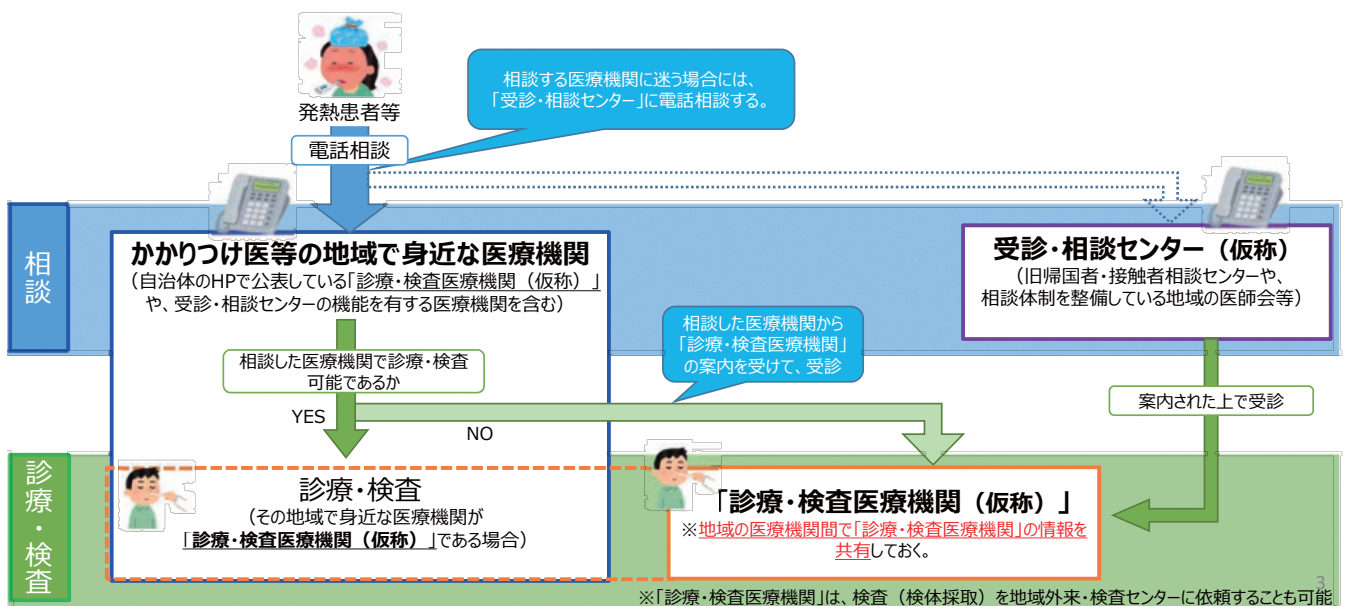 発熱患者等
相談する医療機関に迷う場合には、
「受診・相談センター」に電話相談する。
電話相談
相談
かかりつけ医等の地域で身近な医療機関
（自治体のHPで公表している「診療・検査医療機関（仮称）」
や、受診・相談センターの機能を有する医療機関を含む）
受診・相談センター（仮称）
（旧帰国者・接触者相談センターや、
相談体制を整備している地域の医師会等）
相談した医療機関から
「診療・検査医療機関」
の案内を受けて、受診
相談した医療機関で診療・検査
可能であるか
案内された上で受診
YES
NO
診療・検査
診療・検査
（その地域で身近な医療機関が
「診療・検査医療機関（仮称）」である場合）
「診療・検査医療機関（仮称）」
※地域の医療機関間で「診療・検査医療機関」の情報を
共有しておく。
3
※「診療・検査医療機関」は、検査（検体採取）を地域外来・検査センターに依頼することも可能